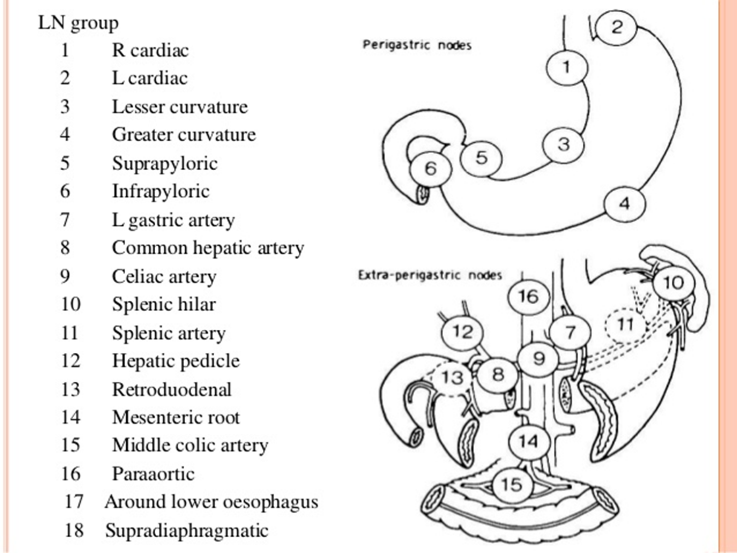 LN group
1 R cardiac
2 L cardiac
3 Lesser curvature
4 Greater curvature
5 Suprapyloric
6 Infrapyloric
7 L gastric artery
8 Common hepatic artery
9 Celiac artery
10 Splenic hilar
11 Splenic artery
12 Hepatic pedicle
13 Retroduodenal
14 Mesenteric root
15 Middle colic artery
16 Paraaortic
17 Around lower oesophagus
18 Supradiaphragmatic
Perigastric nodes
2
1
3
5
6
4
Extra-perigastric nodes
10
16
11
12
7
9
13
8
14
15